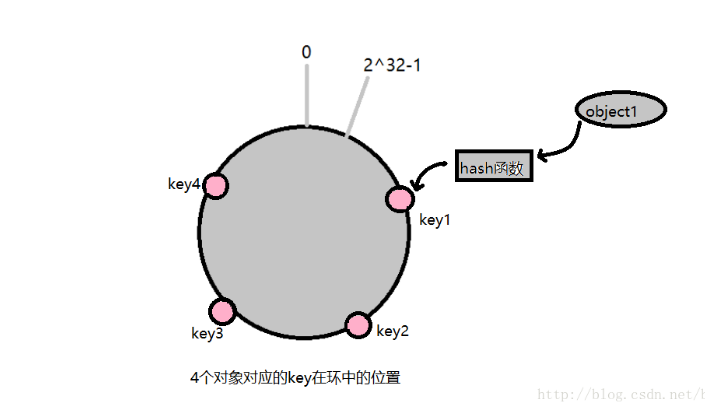 0
2^32-1
object1
hash函数
key4
key1
key3
key2
4个对象对应的key在环中的位置
http://blog.csdn.net/b